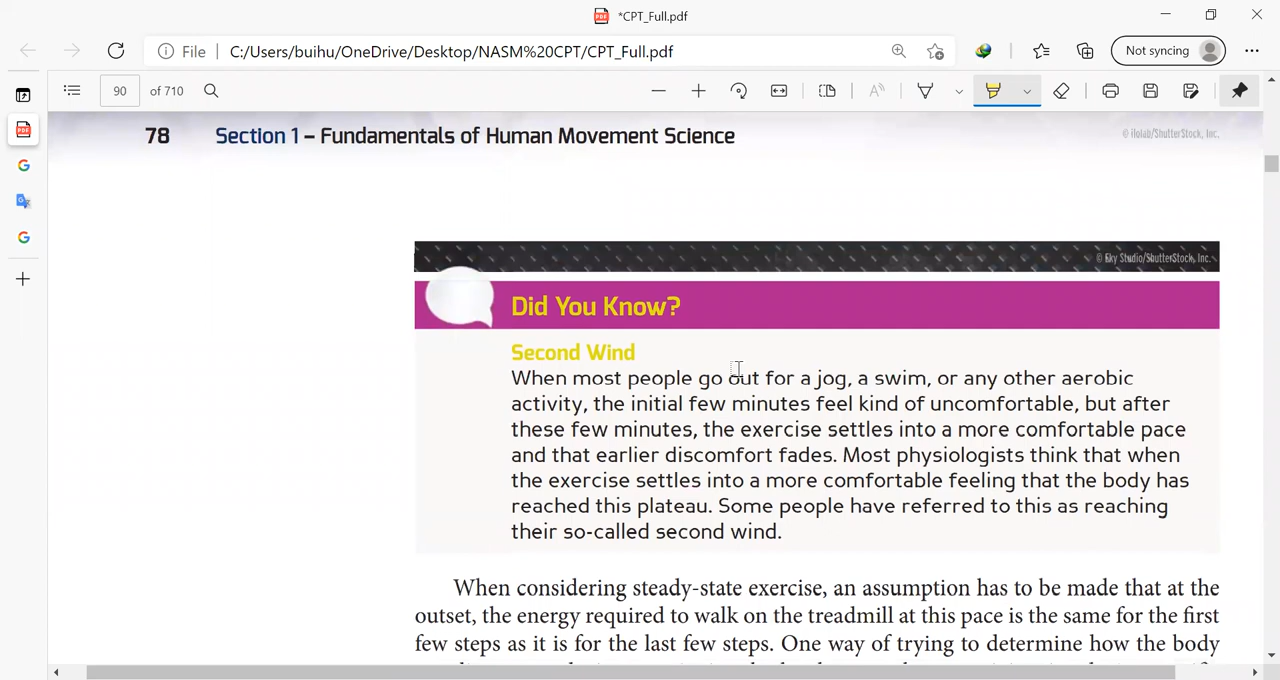 *CPT_Full.pdf
File C:/Users/buihu/OneDrive/Desktop/NASM%20CPT/CPT_Full.pdf Not syncing
90 of 710
78 Section 1 – Fundamentals of Human Movement Science
© ilolab/ShutterStock, Inc.
© Eky Studio/ShutterStock, Inc.
Did You Know?
Second Wind
When most people go out for a jog, a swim, or any other aerobic
activity, the initial few minutes feel kind of uncomfortable, but after
these few minutes, the exercise settles into a more comfortable pace
and that earlier discomfort fades. Most physiologists think that when
the exercise settles into a more comfortable feeling that the body has
reached this plateau. Some people have referred to this as reaching
their so-called second wind.
When considering steady-state exercise, an assumption has to be made that at the
outset, the energy required to walk on the treadmill at this pace is the same for the first
few steps as it is for the last few steps. One way of trying to determine how the body